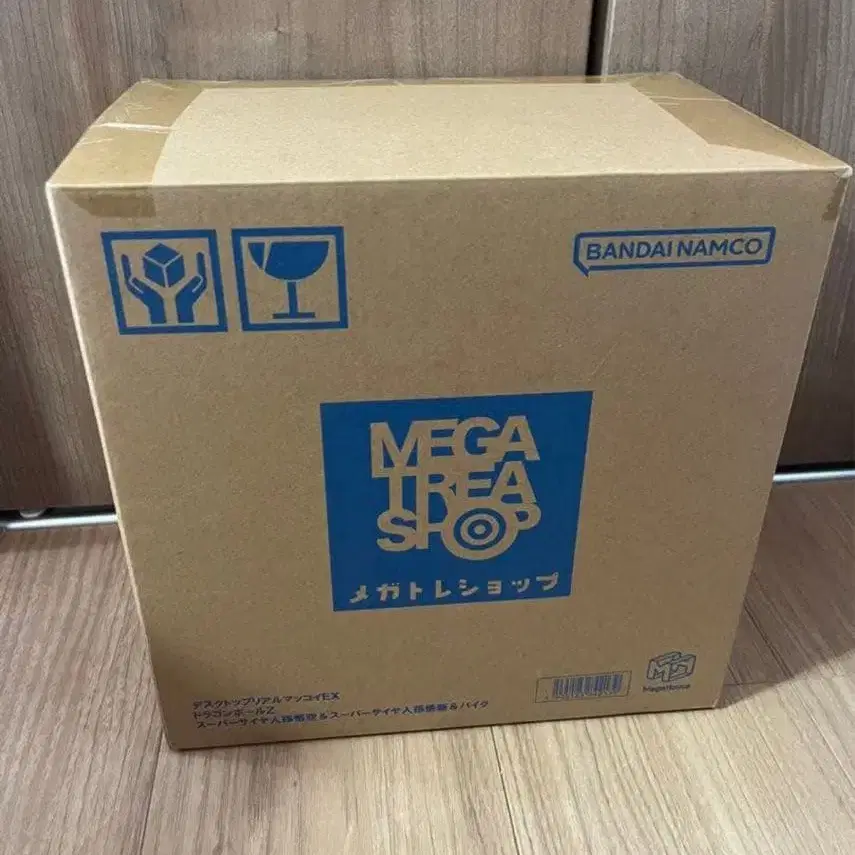 BANDAI NAMCO
MEGA
TREA
SHOP
メガトレショップ
デスクトップリアルマッコイEX
ドラゴンボールZ
スーパーサイヤ人孫悟空&スーパーサイヤ人孫悟飯&バイク
MegaHouse